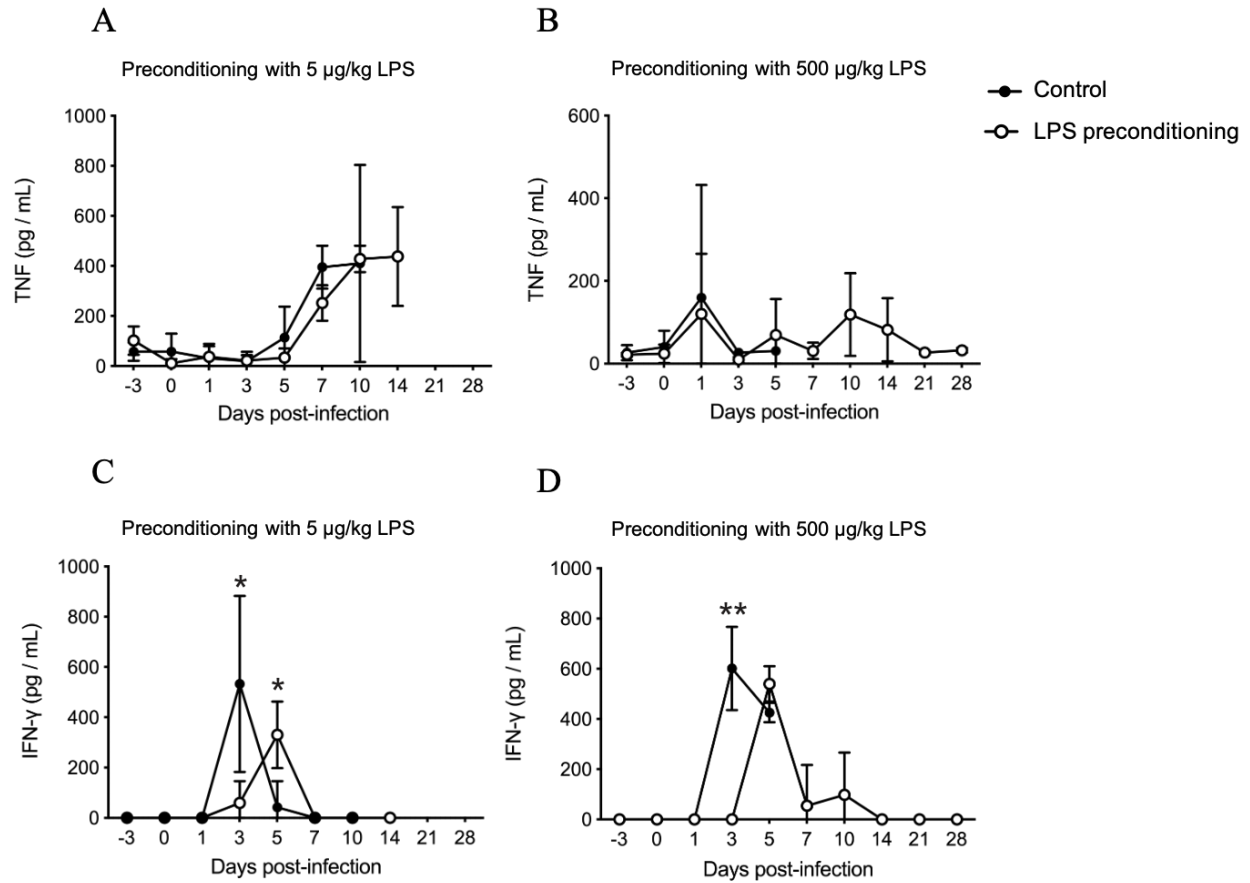 A
Preconditioning with 5 µg/kg LPS
1000
800
600
400
200
0
TNF (pg / mL)
-3 0 1 3 5 7 10 14 21 28
Days post-infection
B
Preconditioning with 500 µg/kg LPS
600
400
200
0
TNF (pg / mL)
-3 0 1 3 5 7 10 14 21 28
Days post-infection
Control
LPS preconditioning
C
Preconditioning with 5 µg/kg LPS
1000
800
600
400
200
0
IFN-γ (pg / mL)
*
*
-3 0 1 3 5 7 10 14 21 28
Days post-infection
D
Preconditioning with 500 µg/kg LPS
1000
800
600
400
200
0
IFN-γ (pg / mL)
**
-3 0 1 3 5 7 10 14 21 28
Days post-infection